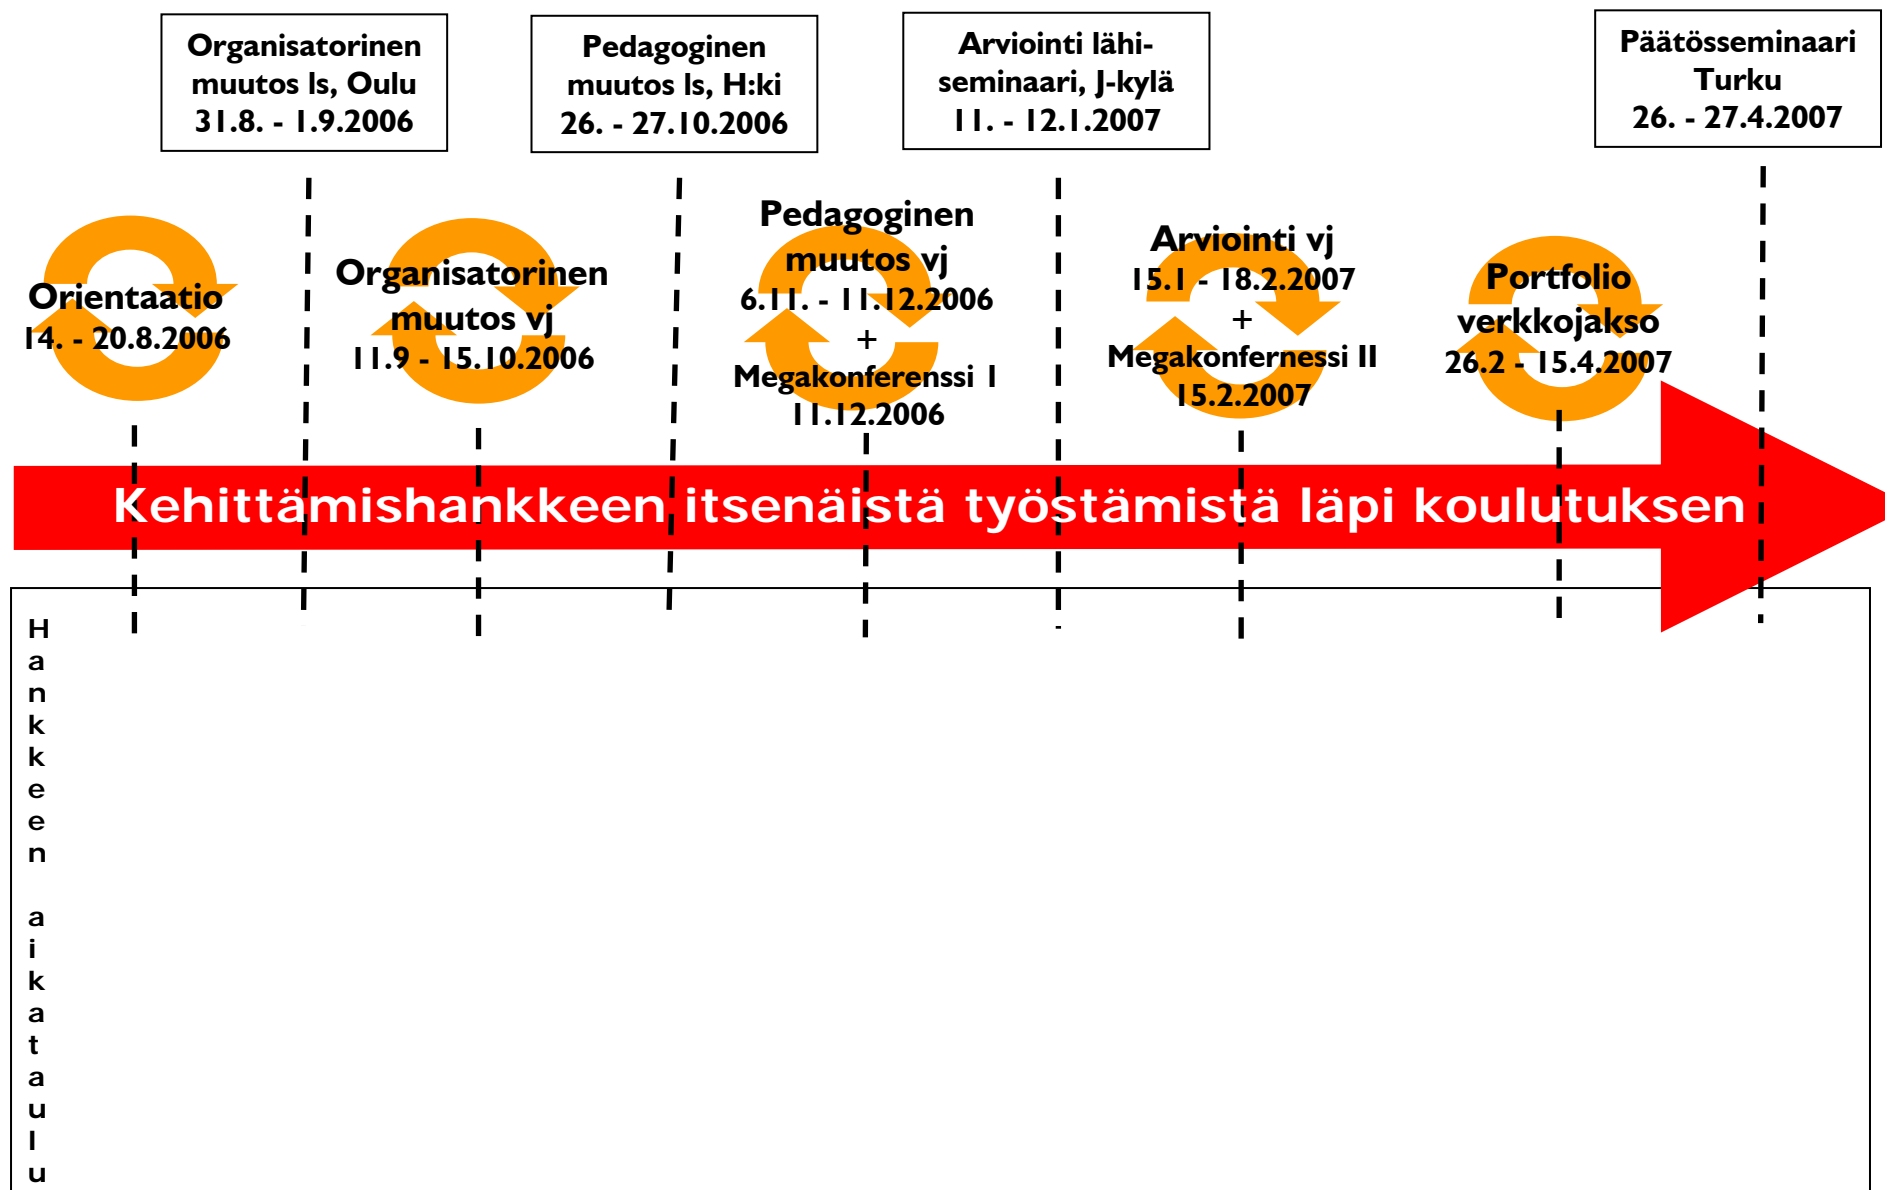 Organisatorinen
muutos ls, Oulu
31.8. - 1.9.2006
Pedagoginen
muutos ls, H:ki
26. - 27.10.2006
Arviointi lähi-
seminaari, J-kylä
11. - 12.1.2007
Päätösseminaari
Turku
26. - 27.4.2007
Orientaatio
14. - 20.8.2006
Organisatorinen
muutos vj
11.9 - 15.10.2006
Pedagoginen
muutos vj
6.11. - 11.12.2006
+
Megakonferenssi I
11.12.2006
Arviointi vj
15.1 - 18.2.2007
+
Megakonfernessi II
15.2.2007
Portfolio
verkkojakso
26.2 - 15.4.2007
Kehittämishankkeen itsenäistä työstämistä läpi koulutuksen
Hankkeen aikataulu